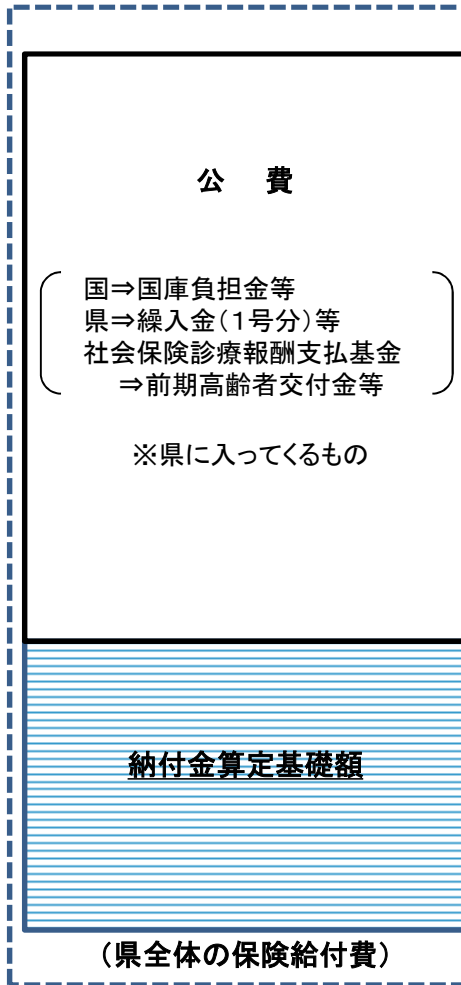 公　費
国⇒国庫負担金等
県⇒繰入金(1号分)等
社会保険診療報酬支払基金
⇒前期高齢者交付金等
※県に入ってくるもの
納付金算定基礎額
(県全体の保険給付費)